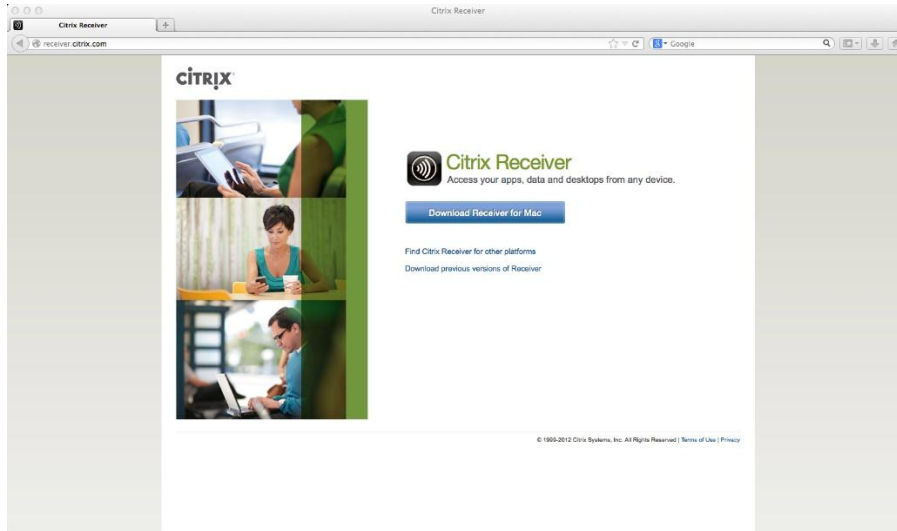 Citrix Receiver
Citrix Receiver
receiver.citrix.com
Google
CİTRIX
Citrix Receiver
Access your apps, data and desktops from any device.
Download Receiver for Mac
Find Citrix Receiver for other platforms
Download previous versions of Receiver
© 1999-2012 Citrix Systems, Inc. All Rights Reserved | Terms of Use | Privacy